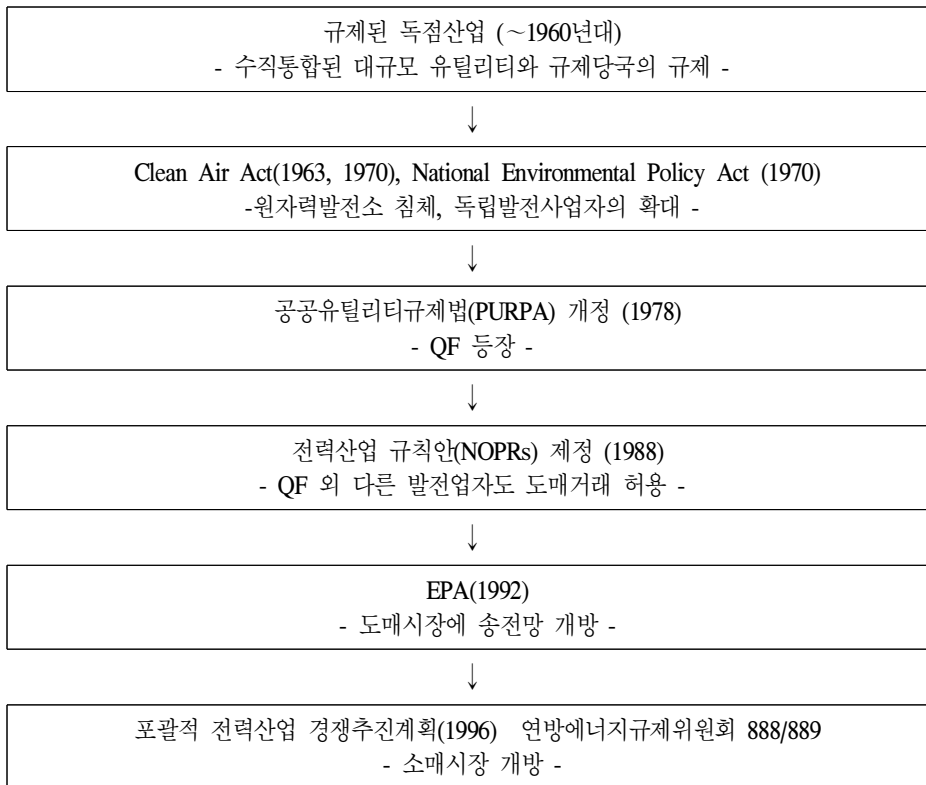 규제된 독점산업 (～1960년대)
- 수직통합된 대규모 유틸리티와 규제당국의 규제 -
↓
Clean Air Act(1963, 1970), National Environmental Policy Act (1970)
-원자력발전소 침체, 독립발전사업자의 확대 -
↓
공공유틸리티규제법(PURPA) 개정 (1978)
- QF 등장 -
↓
전력산업 규칙안(NOPRs) 제정 (1988)
- QF 외 다른 발전업자도 도매거래 허용 -
↓
EPA(1992)
- 도매시장에 송전망 개방 -
↓
포괄적 전력산업 경쟁추진계획(1996) 연방에너지규제위원회 888/889
- 소매시장 개방 -